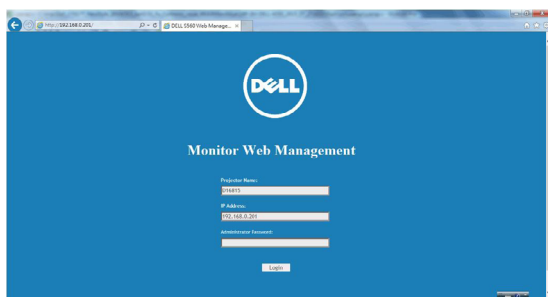 http://192.168.0.201/
DELL S560 Web Manage...
DELL
Monitor Web Management
Projector Name:
016815
IP Address:
192.168.0.201
Administrator Password:
Login